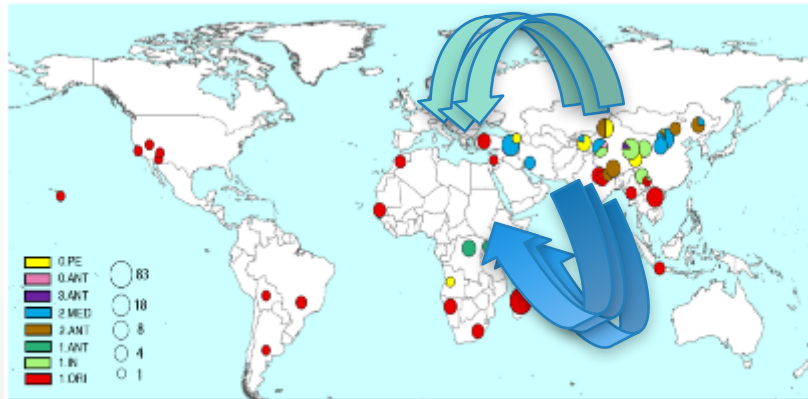 0.PE
0.ANT
3.ANT
2.MED
2.ANT
1.ANT
1.IN
1.ORI
83
18
8
4
1